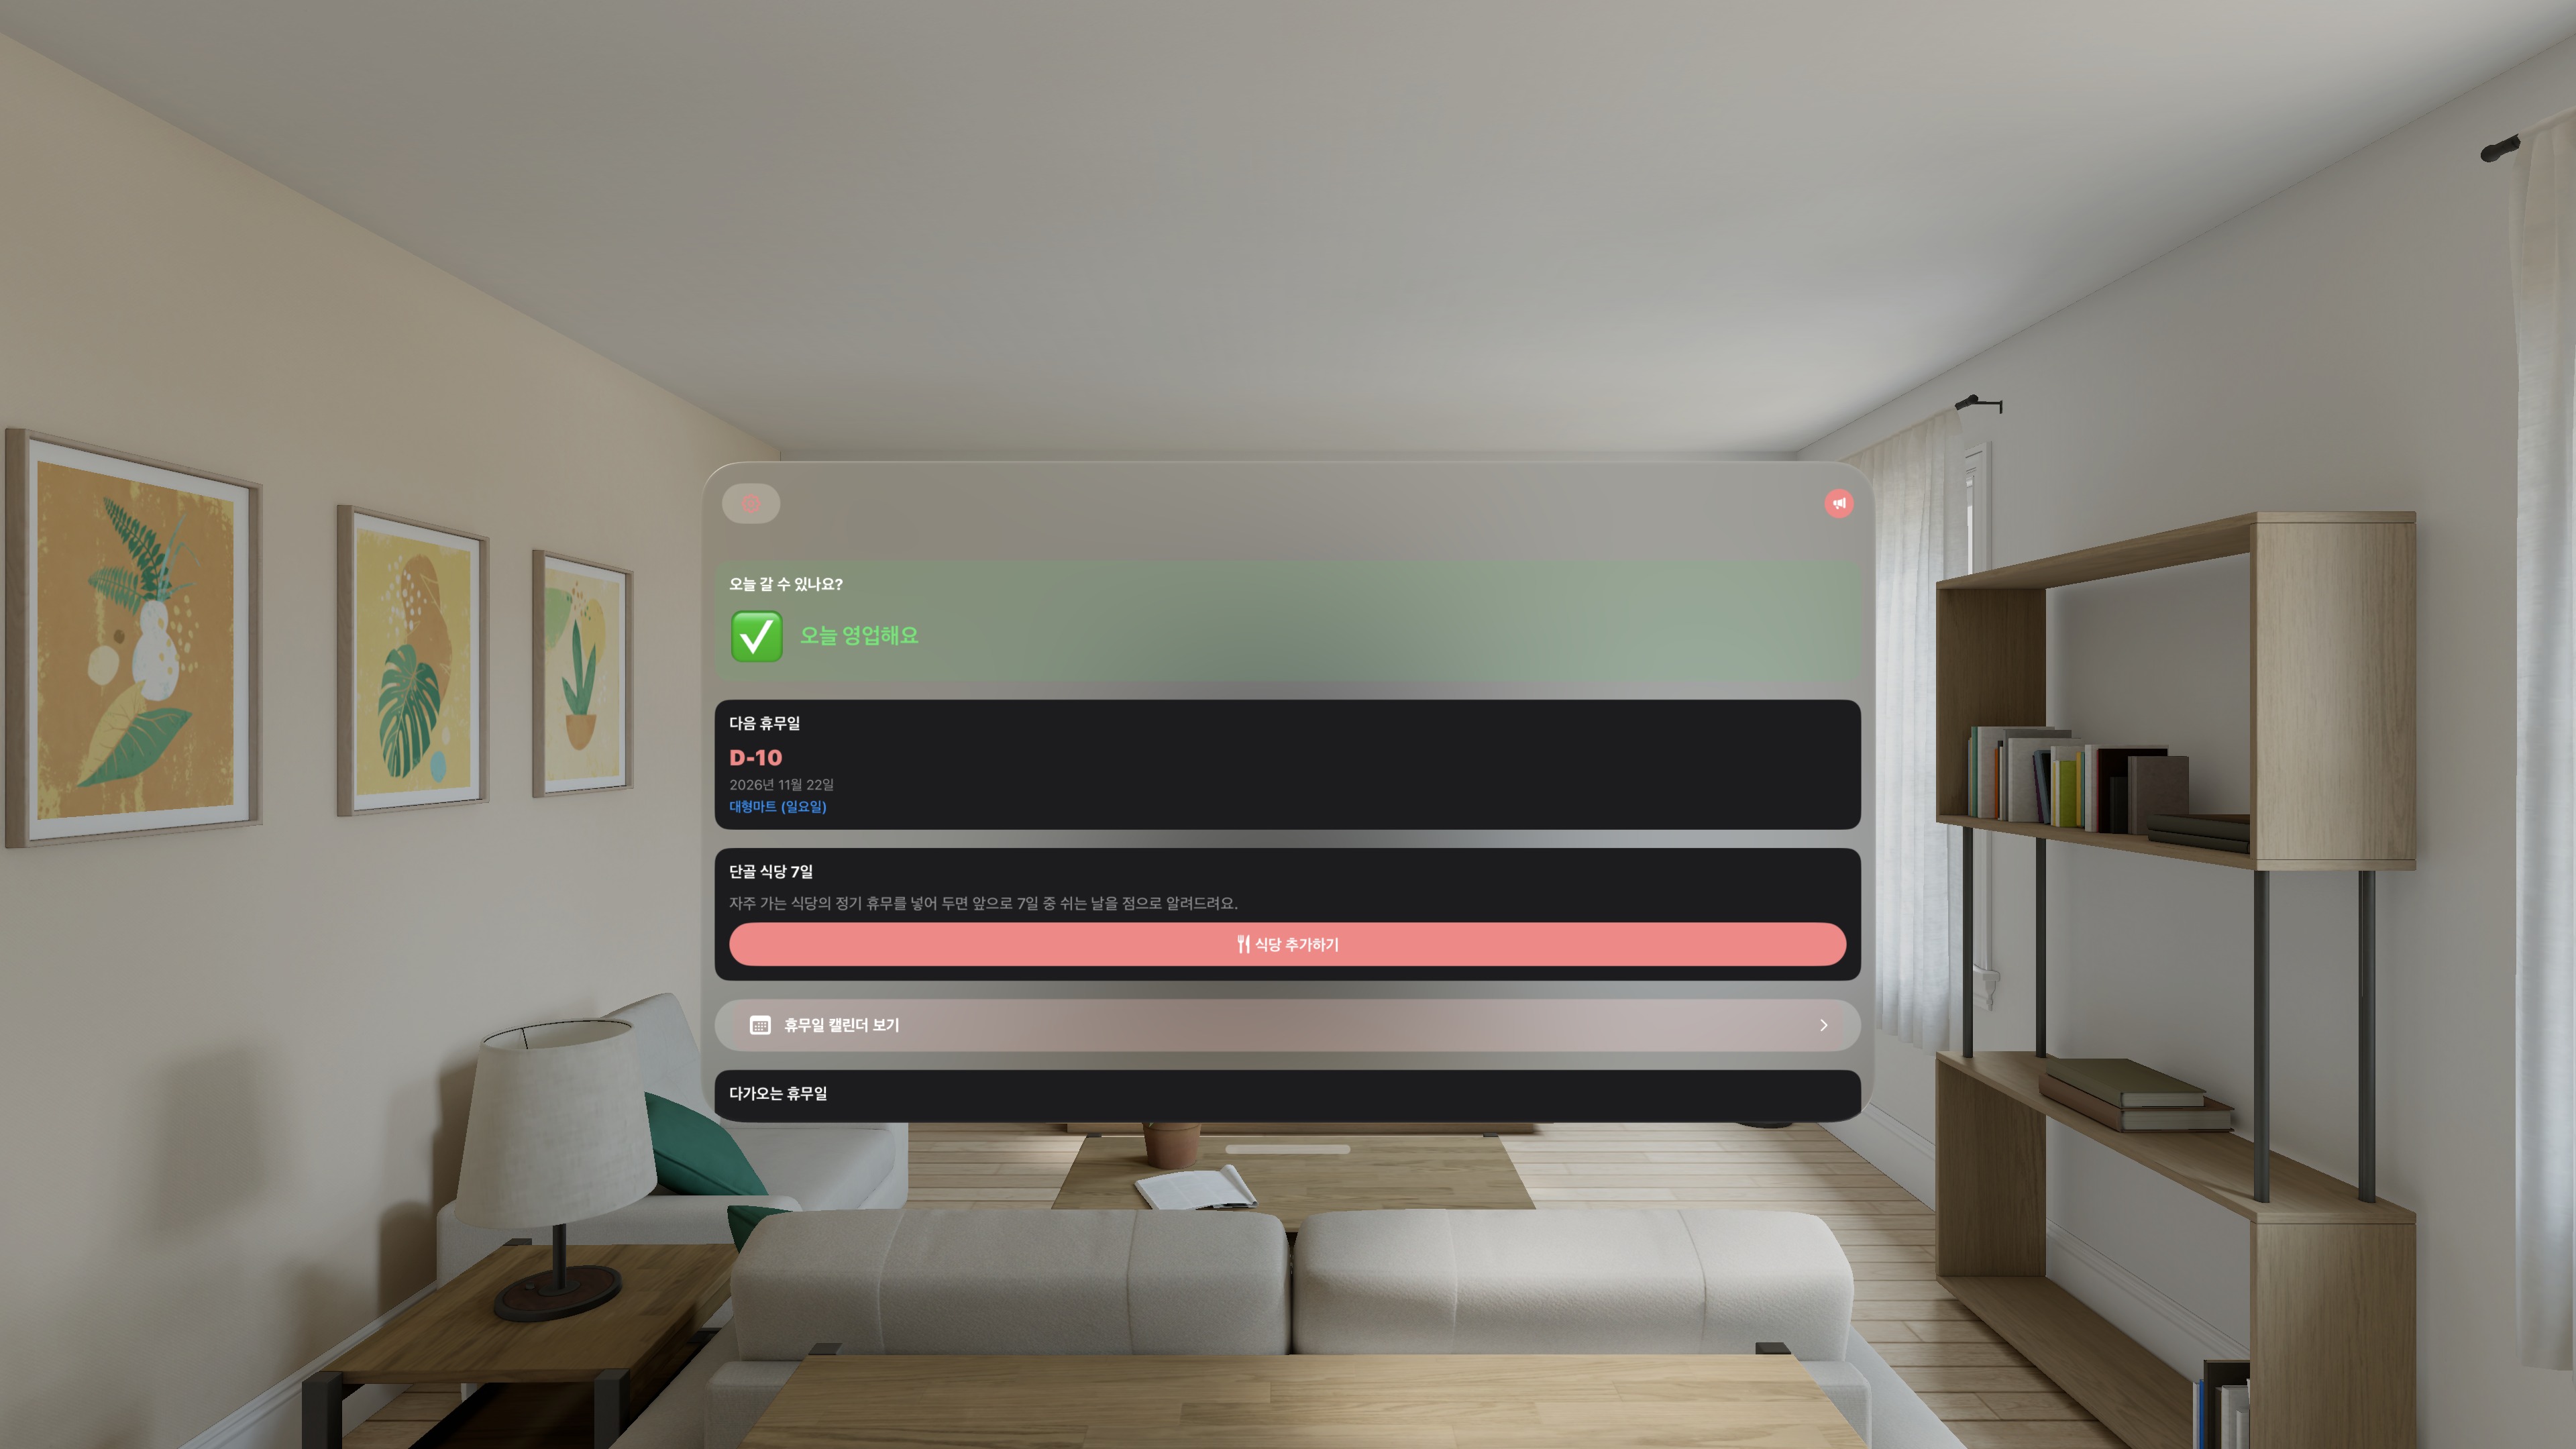 오늘 갈 수 있나요?
오늘 영업해요
다음 휴무일
D-10
2026년 11월 22일
대형마트 (일요일)
단골 식당 7일
자주 가는 식당의 정기 휴무를 넣어 두면 앞으로 7일 중 쉬는 날을 점으로 알려드려요.
식당 추가하기
휴무일 캘린더 보기
다가오는 휴무일